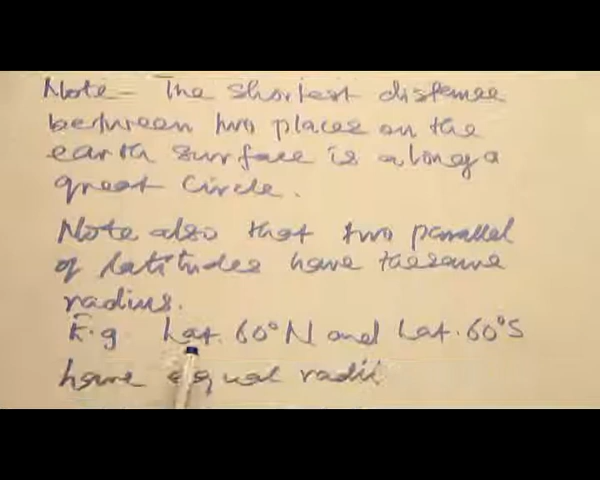 Note - The shortest distance
between two places on the
earth surface is along a
great circle.
Note also that two parallel
of latitudes have the same
radius.
E.g Lat. 60°N and Lat. 60°S
have equal radii